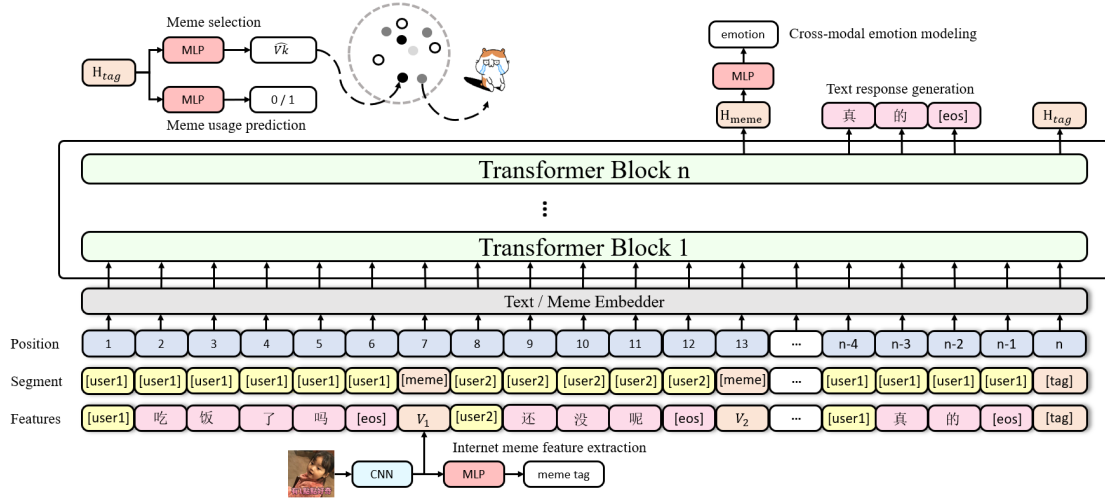 Meme selection
MLP
V̂k
H_tag
MLP
0 / 1
Meme usage prediction
emotion
Cross-modal emotion modeling
MLP
Text response generation
H_meme
真 的 [eos]
H_tag
Transformer Block n
...
Transformer Block 1
Text / Meme Embedder
Position 1 2 3 4 5 6 7 8 9 10 11 12 13 ... n-4 n-3 n-2 n-1 n
Segment [user1] [user1] [user1] [user1] [user1] [user1] [meme] [user2] [user2] [user2] [user2] [user2] [meme] ... [user1] [user1] [user1] [user1] [tag]
Features [user1] 吃 饭 了 吗 [eos] V₁ [user2] 还 没 呢 [eos] V₂ ... [user1] 真 的 [eos] [tag]
Internet meme feature extraction
CNN MLP meme tag